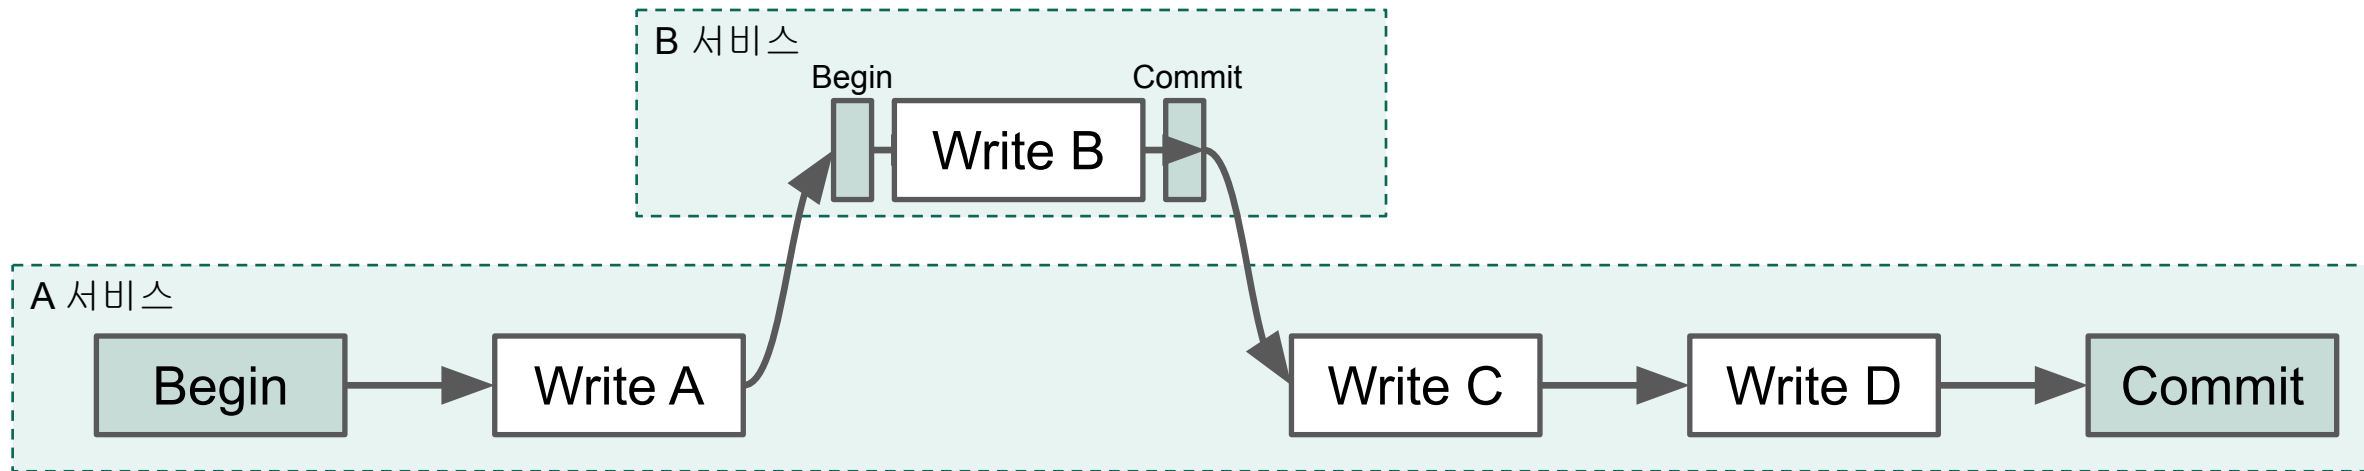 B 서비스
Begin
Commit
Write B
A 서비스
Begin
Write A
Write C
Write D
Commit